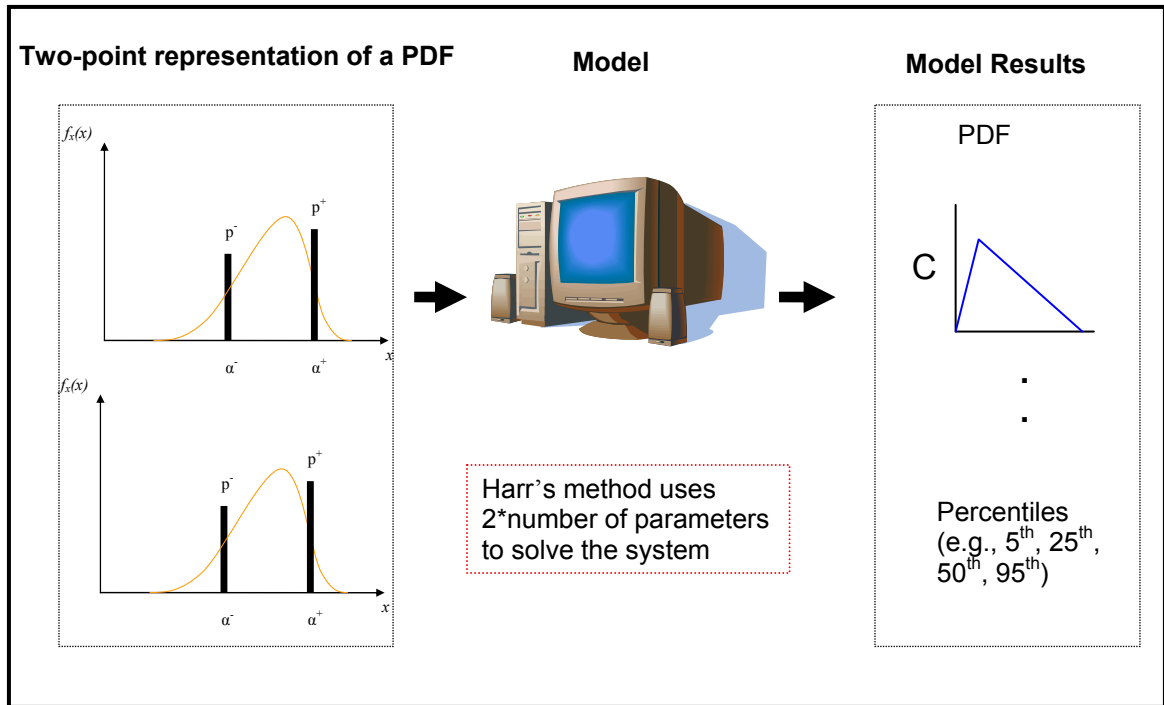 Two-point representation of a PDF
Model
Model Results
fx(x)
p-
p+
α-
α+
x
fx(x)
p-
p+
α-
α+
x
Harr's method uses
2*number of parameters
to solve the system
PDF
C
Percentiles
(e.g., 5th, 25th,
50th, 95th)